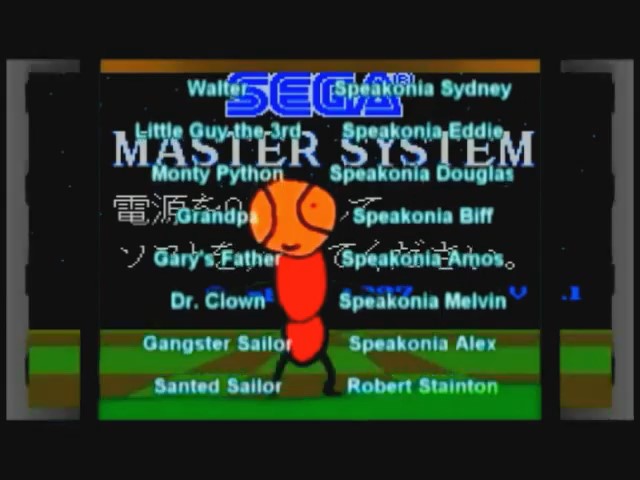 SEGA®
Walter Speakonia Sydney
Little Guy the 3rd Speakonia Eddie
MASTER SYSTEM
Monty Python Speakonia Douglas
電源を て
Grandpa Speakonia Biff
ソ ください。
Gary's Father Speakonia Amos
Dr. Clown Speakonia Melvin
Gangster Sailor Speakonia Alex
Santed Sailor Robert Stainton